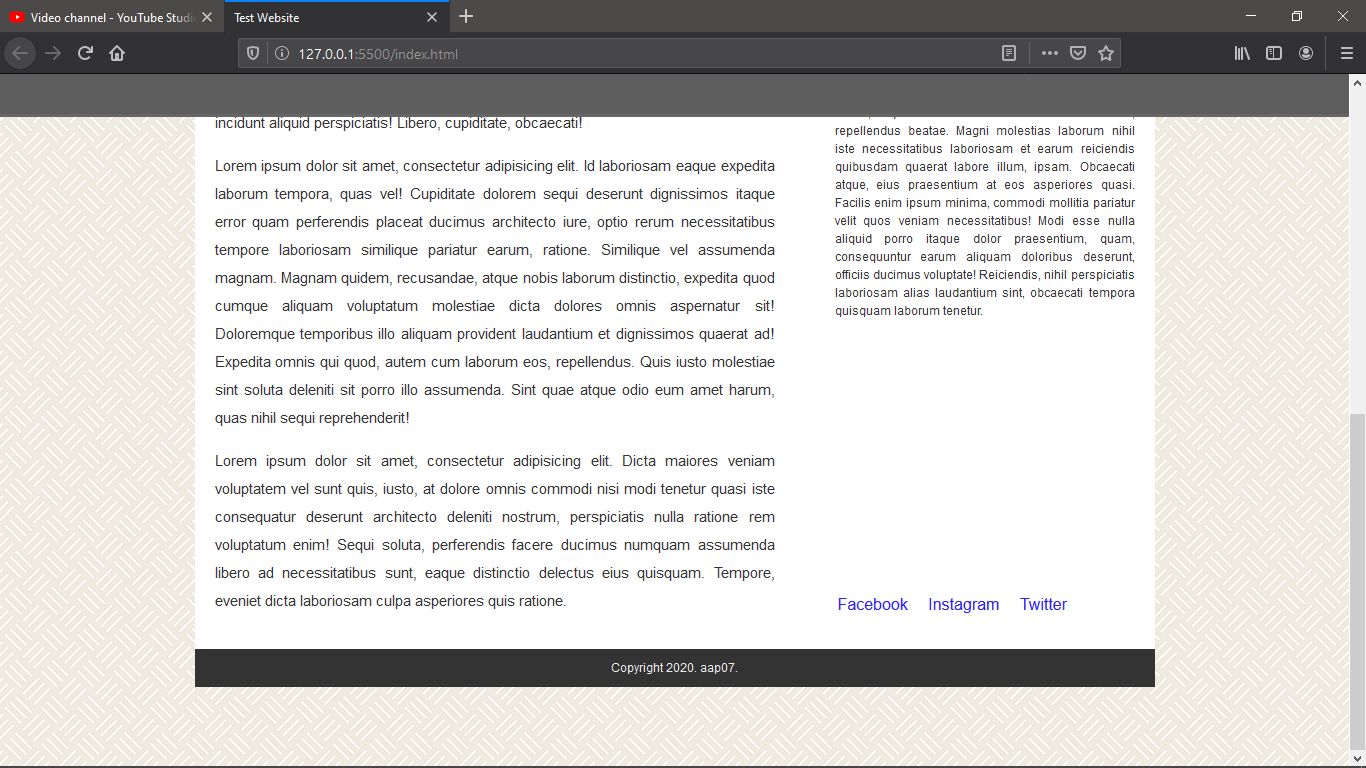 Video channel - YouTube Studi
Test Website
127.0.0.1:5500/index.html
incidunt aliquid perspiciatis! Libero, cupiditate, obcaecati!
Lorem ipsum dolor sit amet, consectetur adipisicing elit. Id laboriosam eaque expedita
laborum tempora, quas vel! Cupiditate dolorem sequi deserunt dignissimos itaque
error quam perferendis placeat ducimus architecto iure, optio rerum necessitatibus
tempore laboriosam similique pariatur earum, ratione. Similique vel assumenda
magnam. Magnam quidem, recusandae, atque nobis laborum distinctio, expedita quod
cumque aliquam voluptatum molestiae dicta dolores omnis aspernatur sit!
Doloremque temporibus illo aliquam provident laudantium et dignissimos quaerat ad!
Expedita omnis qui quod, autem cum laborum eos, repellendus. Quis iusto molestiae
sint soluta deleniti sit porro illo assumenda. Sint quae atque odio eum amet harum,
quas nihil sequi reprehenderit!
Lorem ipsum dolor sit amet, consectetur adipisicing elit. Dicta maiores veniam
voluptatem vel sunt quis, iusto, at dolore omnis commodi nisi modi tenetur quasi iste
consequatur deserunt architecto deleniti nostrum, perspiciatis nulla ratione rem
voluptatum enim! Sequi soluta, perferendis facere ducimus numquam assumenda
libero ad necessitatibus sunt, eaque distinctio delectus eius quisquam. Tempore,
eveniet dicta laboriosam culpa asperiores quis ratione.
repellendus beatae. Magni molestias laborum nihil
iste necessitatibus laboriosam et earum reiciendis
quibusdam quaerat labore illum, ipsam. Obcaecati
atque, eius praesentium at eos asperiores quasi.
Facilis enim ipsum minima, commodi mollitia pariatur
velit quos veniam necessitatibus! Modi esse nulla
aliquid porro itaque dolor praesentium, quam,
consequuntur earum aliquam doloribus deserunt,
officiis ducimus voluptate! Reiciendis, nihil perspiciatis
laboriosam alias laudantium sint, obcaecati tempora
quisquam laborum tenetur.
Facebook Instagram Twitter
Copyright 2020. aap07.